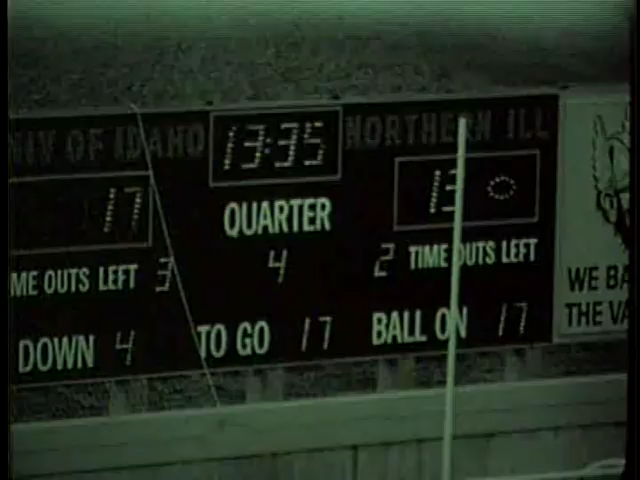 NIV OF IDAHO 13:35 NORTHERN ILL
17 13
QUARTER
ME OUTS LEFT 3 4 2 TIME OUTS LEFT
DOWN 4 TO GO 17 BALL ON 17
WE BA
THE VA